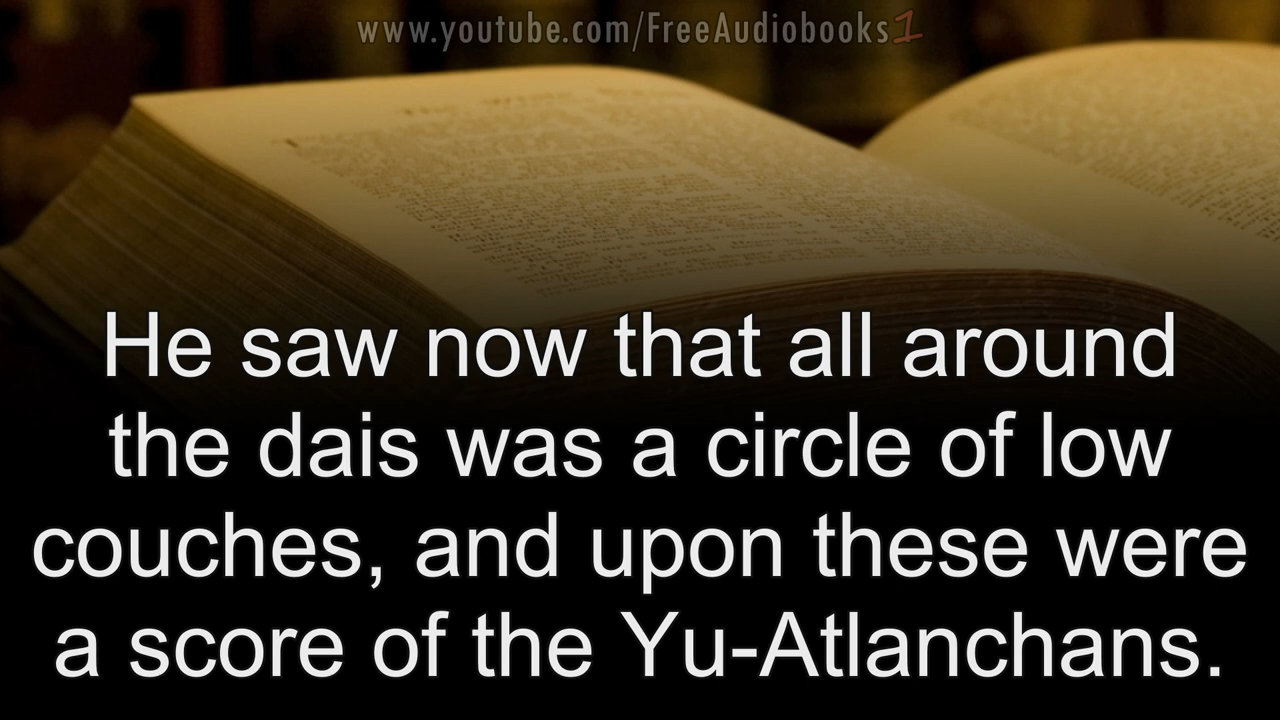 www.youtube.com/FreeAudiobooks1
He saw now that all around
the dais was a circle of low
couches, and upon these were
a score of the Yu-Atlanchans.